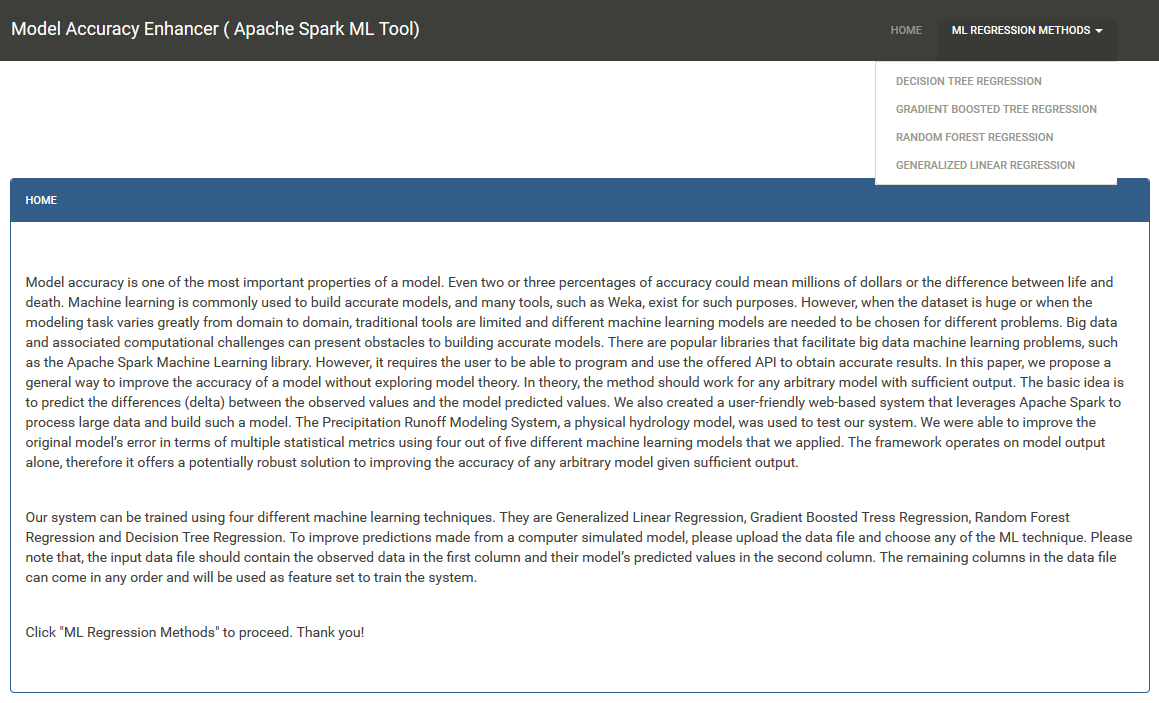 Model Accuracy Enhancer ( Apache Spark ML Tool)
HOME
ML REGRESSION METHODS
DECISION TREE REGRESSION
GRADIENT BOOSTED TREE REGRESSION
RANDOM FOREST REGRESSION
GENERALIZED LINEAR REGRESSION
HOME
Model accuracy is one of the most important properties of a model. Even two or three percentages of accuracy could mean millions of dollars or the difference between life and
death. Machine learning is commonly used to build accurate models, and many tools, such as Weka, exist for such purposes. However, when the dataset is huge or when the
modeling task varies greatly from domain to domain, traditional tools are limited and different machine learning models are needed to be chosen for different problems. Big data
and associated computational challenges can present obstacles to building accurate models. There are popular libraries that facilitate big data machine learning problems, such
as the Apache Spark Machine Learning library. However, it requires the user to be able to program and use the offered API to obtain accurate results. In this paper, we propose a
general way to improve the accuracy of a model without exploring model theory. In theory, the method should work for any arbitrary model with sufficient output. The basic idea is
to predict the differences (delta) between the observed values and the model predicted values. We also created a user-friendly web-based system that leverages Apache Spark to
process large data and build such a model. The Precipitation Runoff Modeling System, a physical hydrology model, was used to test our system. We were able to improve the
original model’s error in terms of multiple statistical metrics using four out of five different machine learning models that we applied. The framework operates on model output
alone, therefore it offers a potentially robust solution to improving the accuracy of any arbitrary model given sufficient output.
Our system can be trained using four different machine learning techniques. They are Generalized Linear Regression, Gradient Boosted Tress Regression, Random Forest
Regression and Decision Tree Regression. To improve predictions made from a computer simulated model, please upload the data file and choose any of the ML technique. Please
note that, the input data file should contain the observed data in the first column and their model’s predicted values in the second column. The remaining columns in the data file
can come in any order and will be used as feature set to train the system.
Click "ML Regression Methods" to proceed. Thank you!